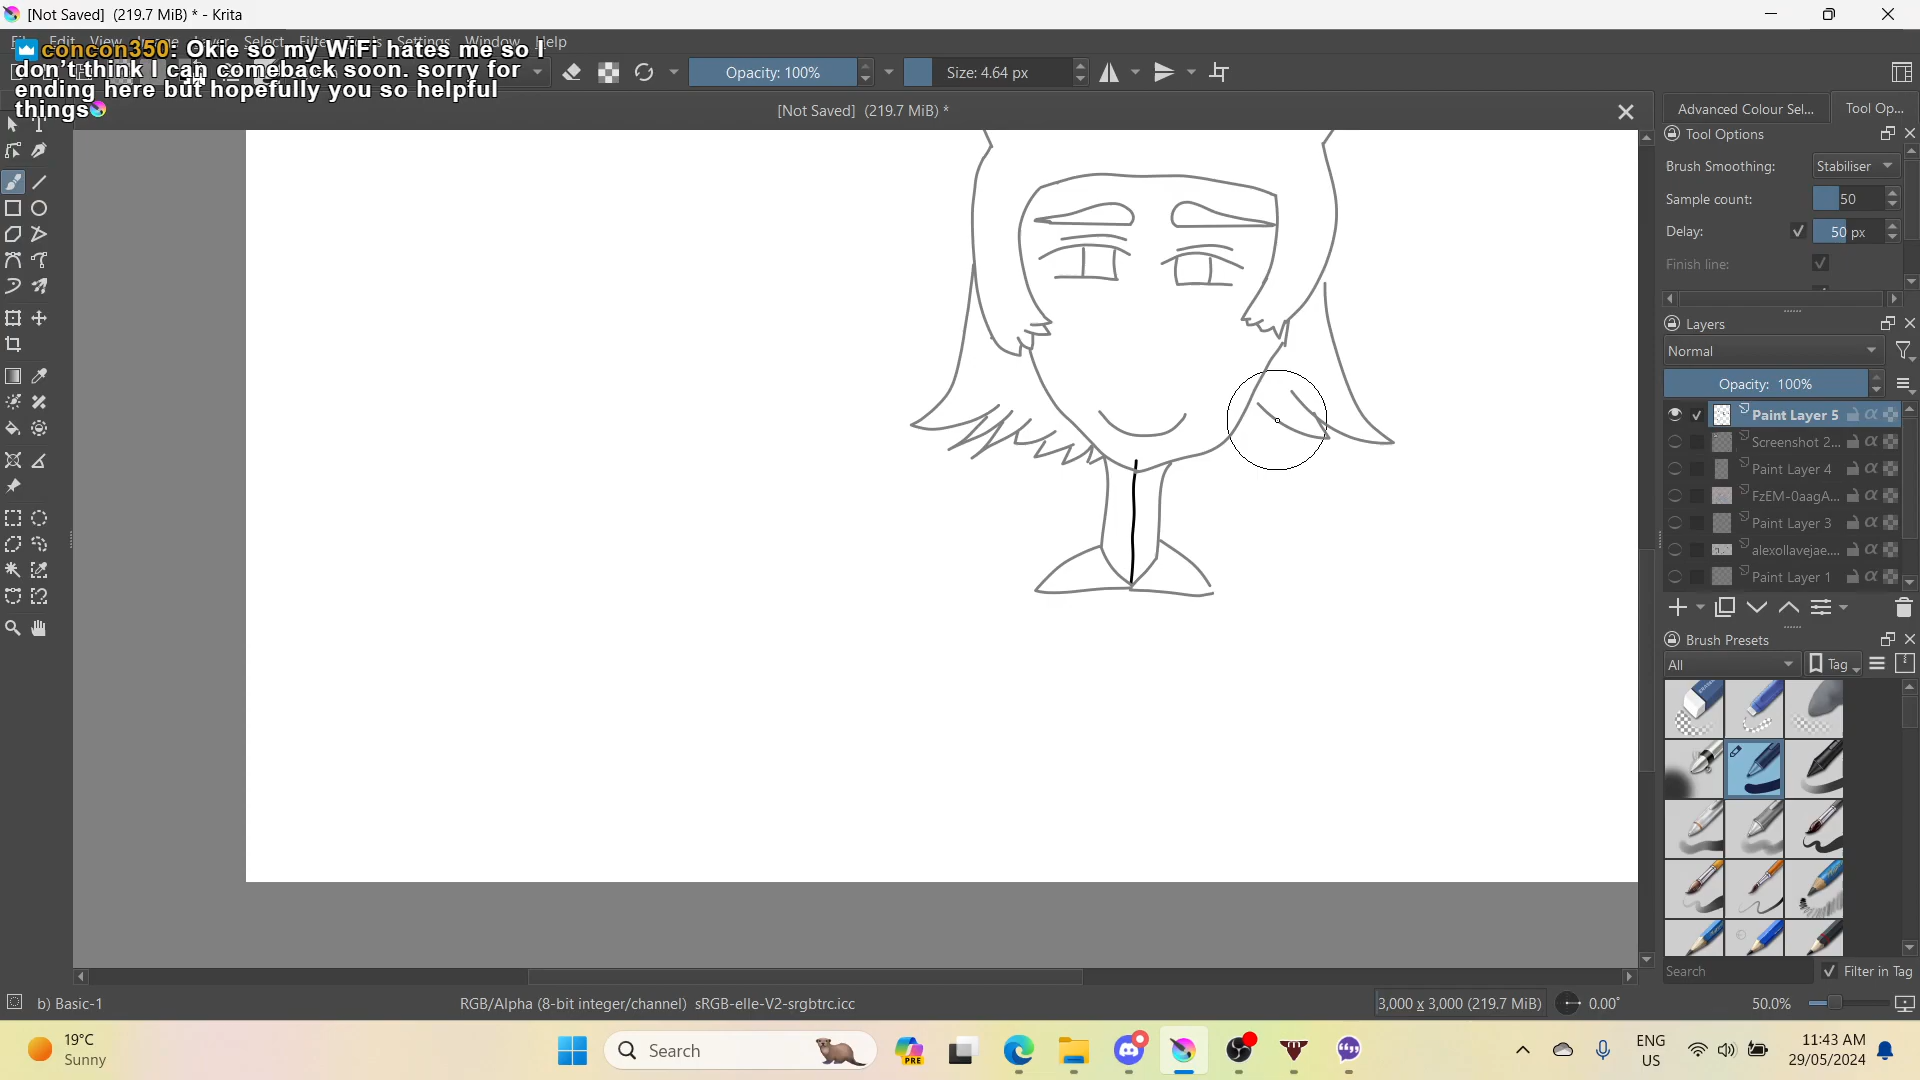 [Not Saved]  (219.7 MiB) * - Krita
concon350: Okie so my WiFi hates me so I
don't think I can comeback soon. sorry for
ending here but hopefully you so helpful
things
Settings Window Help
Opacity: 100%
Size: 4.64 px
[Not Saved]  (219.7 MiB) *
Advanced Colour Sel...
Tool Op...
Tool Options
Brush Smoothing:
Stabiliser
Sample count:
50
Delay:
50 px
Finish line:
Layers
Normal
Opacity:  100%
Paint Layer 5
Screenshot 2...
Paint Layer 4
FzEM-0aagA...
Paint Layer 3
alexollavejae....
Paint Layer 1
Brush Presets
All
Tag
Search
Filter in Tag
b) Basic-1
RGB/Alpha (8-bit integer/channel)  sRGB-elle-V2-srgbtrc.icc
3,000 x 3,000 (219.7 MiB)
0.00°
50.0%
19°C
Sunny
Search
PRE
ENG
US
11:43 AM
29/05/2024